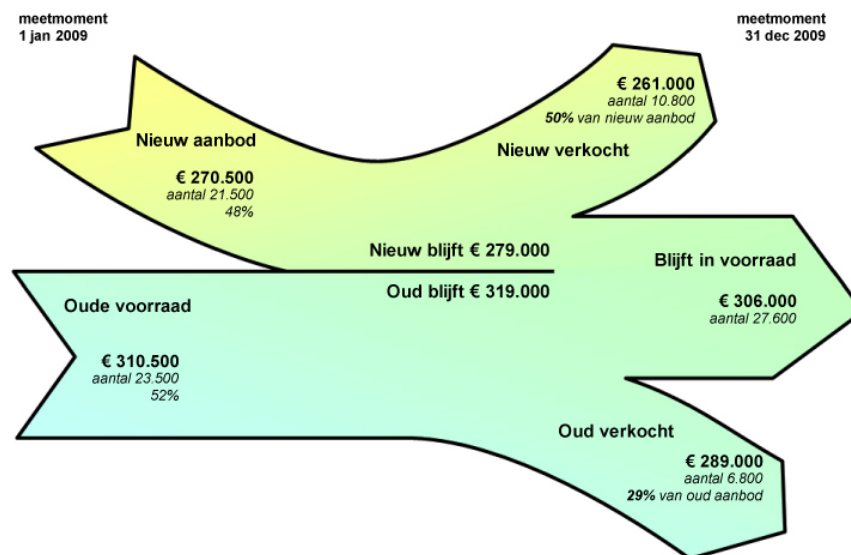 meetmoment
1 jan 2009
meetmoment
31 dec 2009
€ 261.000
aantal 10.800
50% van nieuw aanbod
Nieuw aanbod
Nieuw verkocht
€ 270.500
aantal 21.500
48%
Nieuw blijft € 279.000
Blijft in voorraad
Oud blijft € 319.000
Oude voorraad
€ 306.000
aantal 27.600
€ 310.500
aantal 23.500
52%
Oud verkocht
€ 289.000
aantal 6.800
29% van oud aanbod